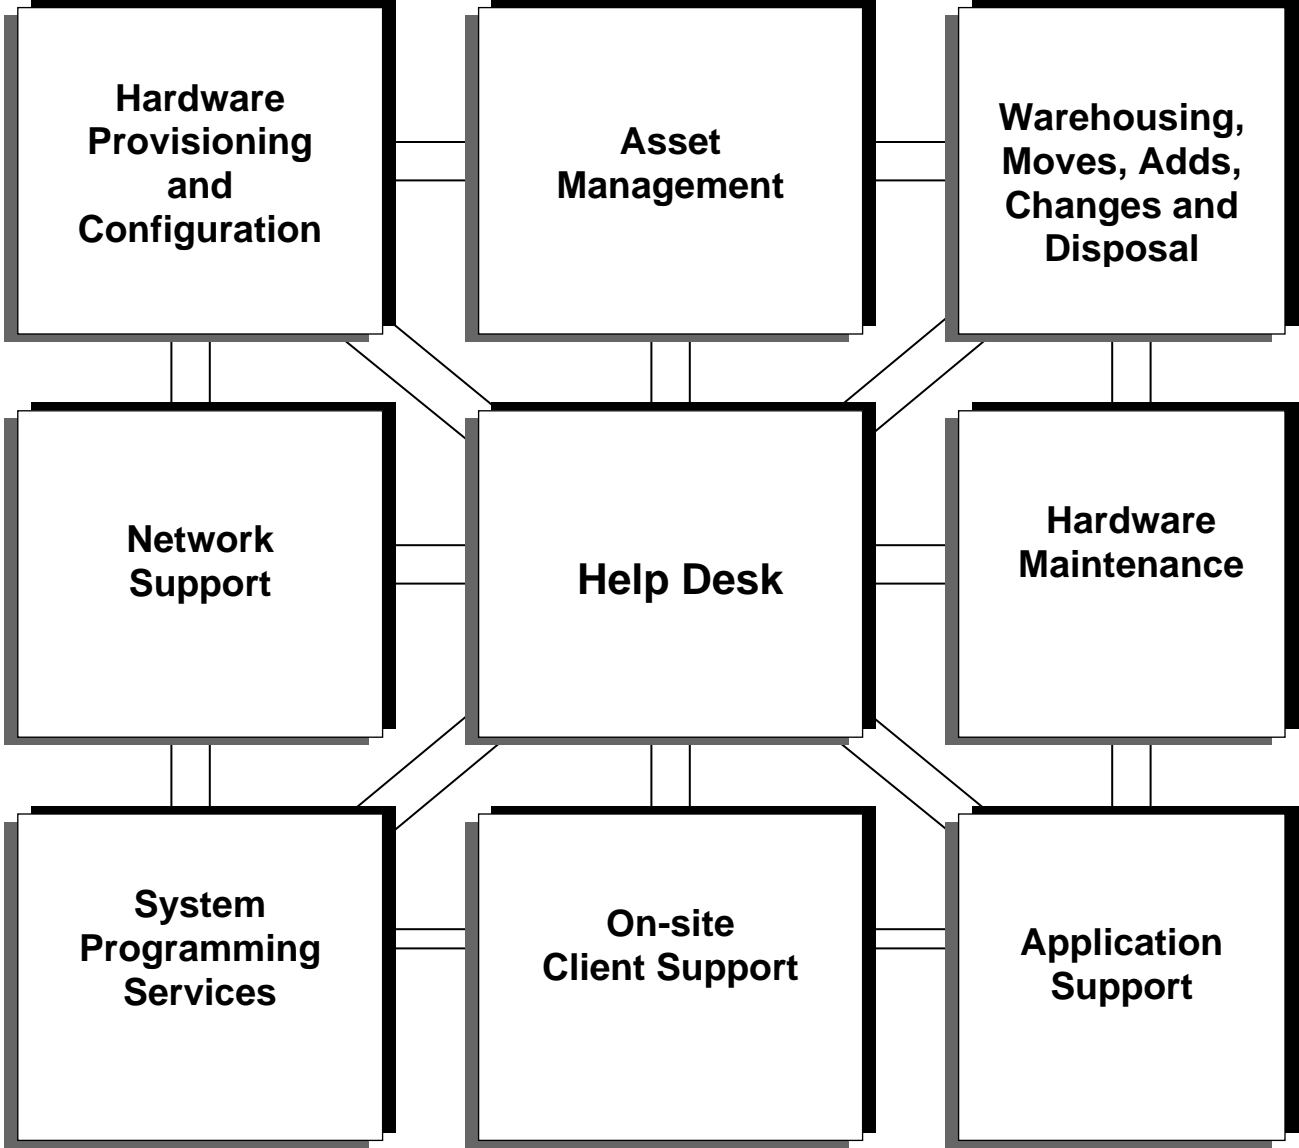 Hardware
Provisioning
and
Configuration
Asset
Management
Warehousing,
Moves, Adds,
Changes and
Disposal
Network
Support
Help Desk
Hardware
Maintenance
System
Programming
Services
On-site
Client Support
Application
Support